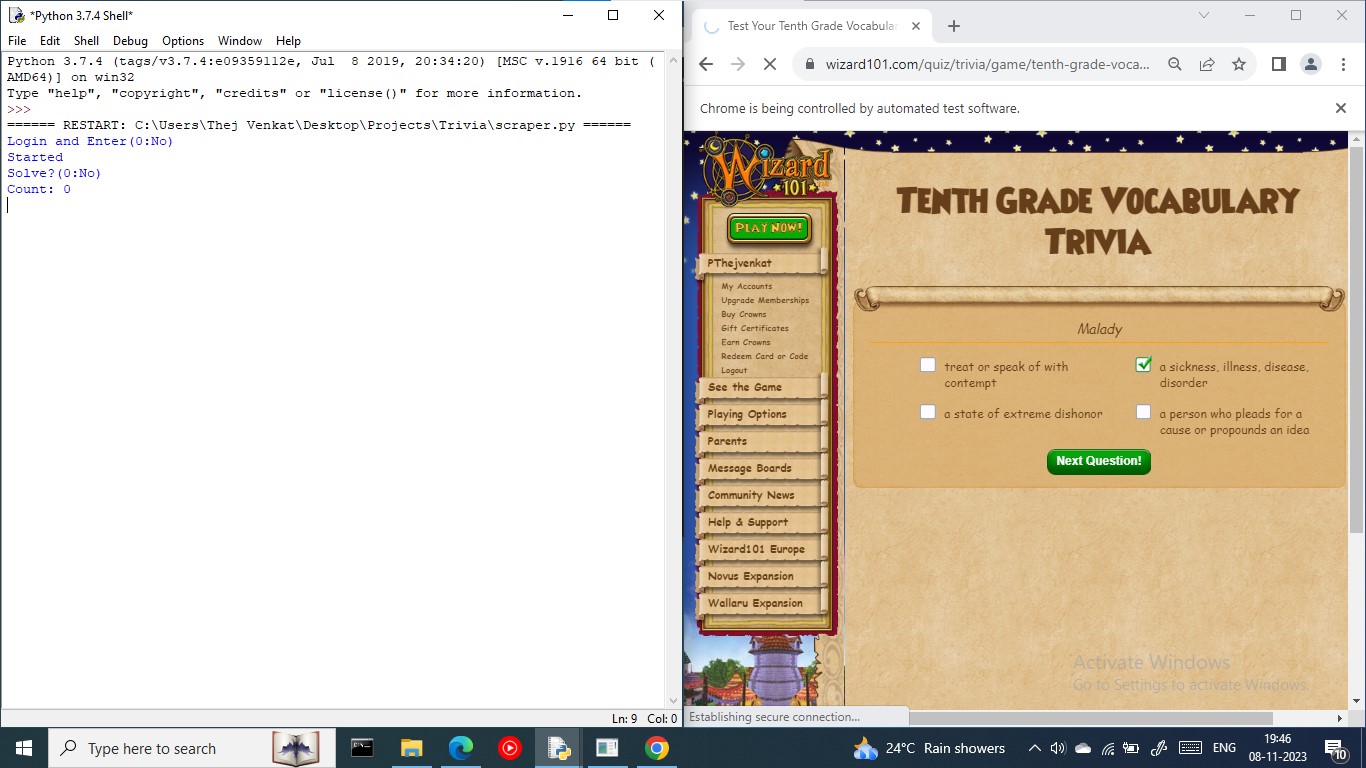 *Python 3.7.4 Shell*
File Edit Shell Debug Options Window Help
Python 3.7.4 (tags/v3.7.4:e09359112e, Jul  8 2019, 20:34:20) [MSC v.1916 64 bit (
AMD64)] on win32
Type "help", "copyright", "credits" or "license()" for more information.
>>>
====== RESTART: C:\Users\Thej Venkat\Desktop\Projects\Trivia\scraper.py ======
Login and Enter(0:No)
Started
Solve?(0:No)
Count: 0
Ln: 9 Col: 0
Test Your Tenth Grade Vocabular
wizard101.com/quiz/trivia/game/tenth-grade-voca...
Chrome is being controlled by automated test software.
Wizard
101
PLAY NOW!
PThejvenkat
My Accounts
Upgrade Memberships
Buy Crowns
Gift Certificates
Earn Crowns
Redeem Card or Code
Logout
See the Game
Playing Options
Parents
Message Boards
Community News
Help & Support
Wizard101 Europe
Novus Expansion
Wallaru Expansion
Tenth Grade Vocabulary
Trivia
Malady
treat or speak of with
contempt
a sickness, illness, disease,
disorder
a state of extreme dishonor
a person who pleads for a
cause or propounds an idea
Next Question!
Activate Windows
Go to Settings to activate Windows.
Establishing secure connection...
Type here to search
24°C Rain showers
ENG
19:46
08-11-2023
10